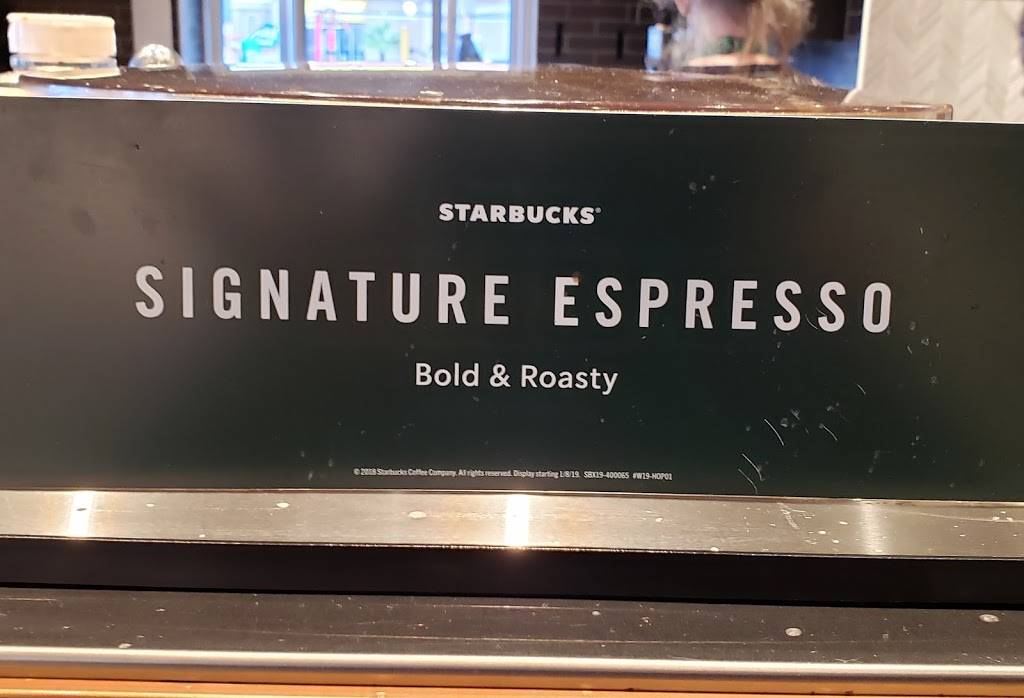 STARBUCKS®
SIGNATURE ESPRESSO
Bold & Roasty
© 2018 Starbucks Coffee Company. All rights reserved. Display starting 1/8/19. SBX19-400065 #W19-HOP01